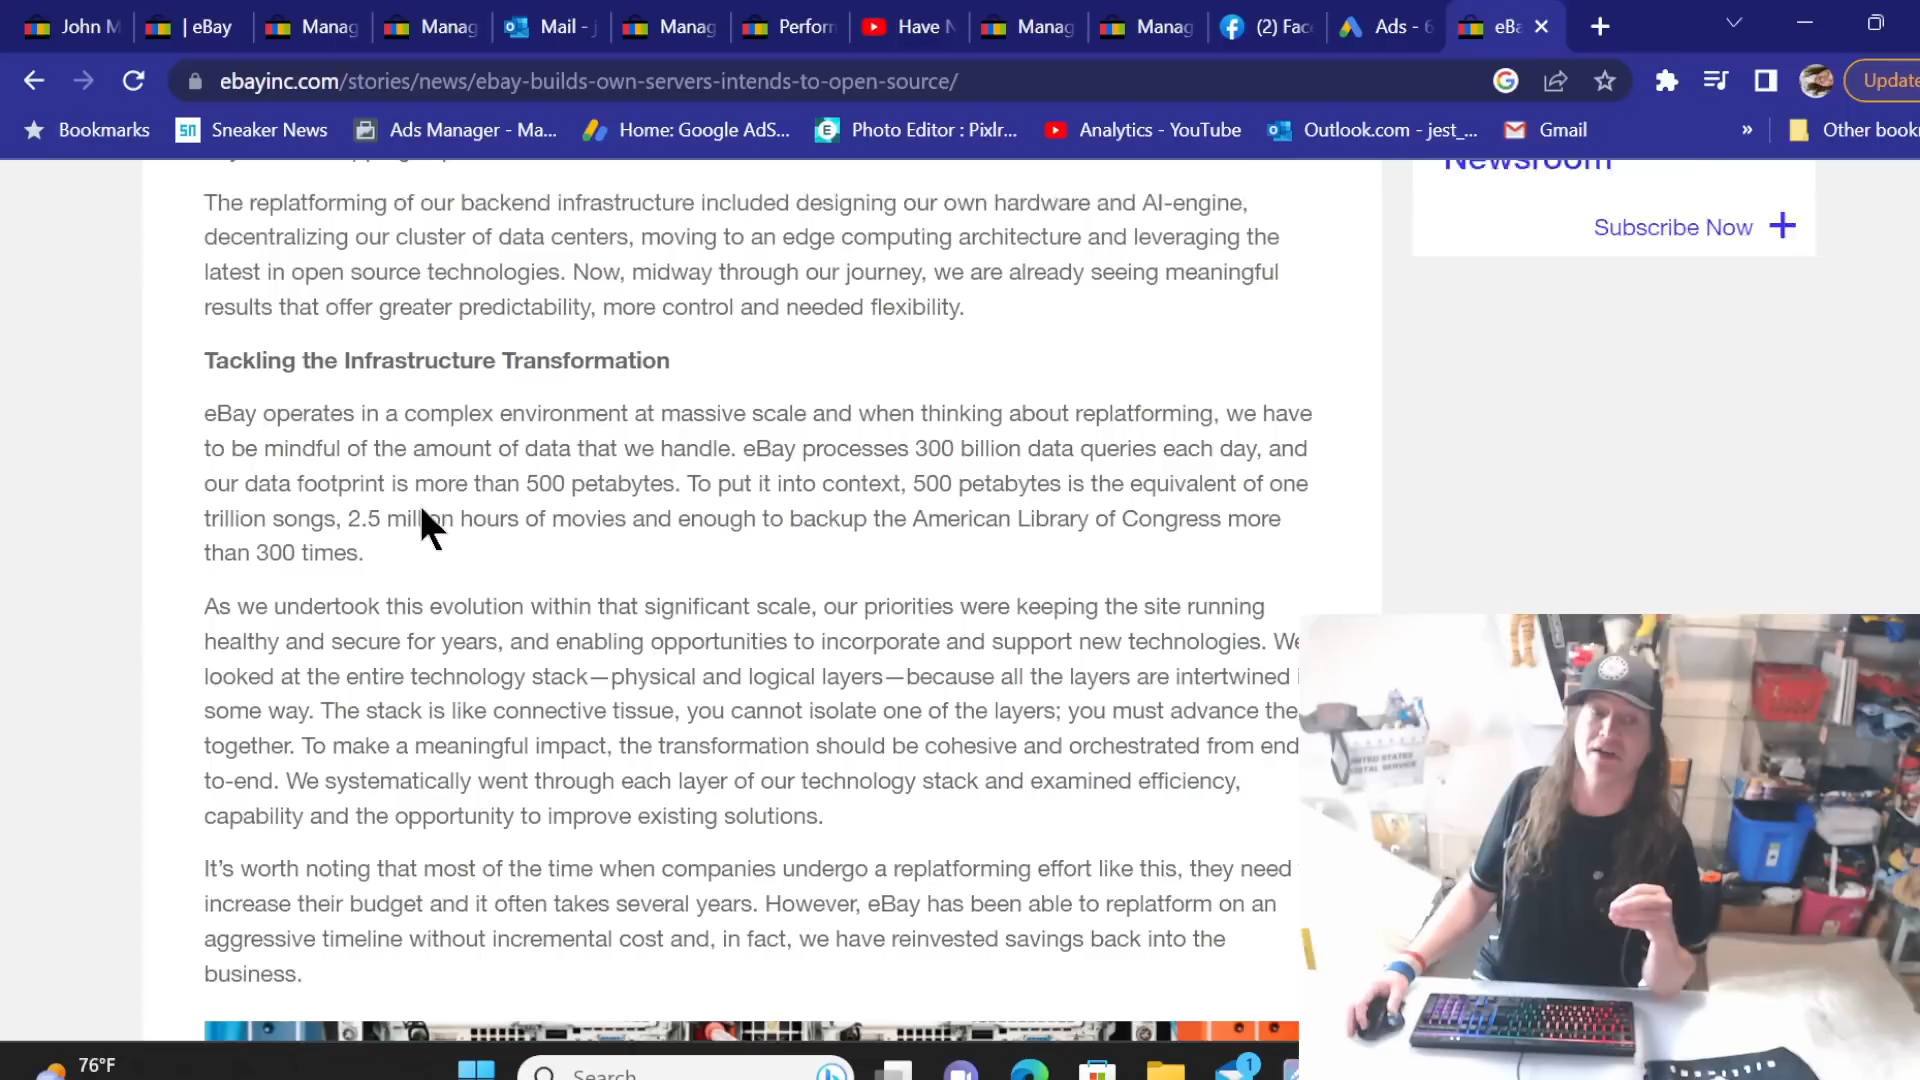 John M
| eBay
Manag
Manag
Mail - j
Manag
Perforn
Have N
Manag
Manag
(2) Fac
Ads - 6
eBa
ebayinc.com/stories/news/ebay-builds-own-servers-intends-to-open-source/
Update
Bookmarks
Sneaker News
Ads Manager - Ma...
Home: Google AdS...
Photo Editor : Pixlr...
Analytics - YouTube
Outlook.com - jest_...
Gmail
»
Other book
Newsroom
Subscribe Now +
The replatforming of our backend infrastructure included designing our own hardware and AI-engine,
decentralizing our cluster of data centers, moving to an edge computing architecture and leveraging the
latest in open source technologies. Now, midway through our journey, we are already seeing meaningful
results that offer greater predictability, more control and needed flexibility.
Tackling the Infrastructure Transformation
eBay operates in a complex environment at massive scale and when thinking about replatforming, we have
to be mindful of the amount of data that we handle. eBay processes 300 billion data queries each day, and
our data footprint is more than 500 petabytes. To put it into context, 500 petabytes is the equivalent of one
trillion songs, 2.5 million hours of movies and enough to backup the American Library of Congress more
than 300 times.
As we undertook this evolution within that significant scale, our priorities were keeping the site running
healthy and secure for years, and enabling opportunities to incorporate and support new technologies. We
looked at the entire technology stack—physical and logical layers—because all the layers are intertwined
some way. The stack is like connective tissue, you cannot isolate one of the layers; you must advance the
together. To make a meaningful impact, the transformation should be cohesive and orchestrated from end
to-end. We systematically went through each layer of our technology stack and examined efficiency,
capability and the opportunity to improve existing solutions.
It's worth noting that most of the time when companies undergo a replatforming effort like this, they need
increase their budget and it often takes several years. However, eBay has been able to replatform on an
aggressive timeline without incremental cost and, in fact, we have reinvested savings back into the
business.
UNITED STATES
POSTAL SERVICE
76°F
Search
1